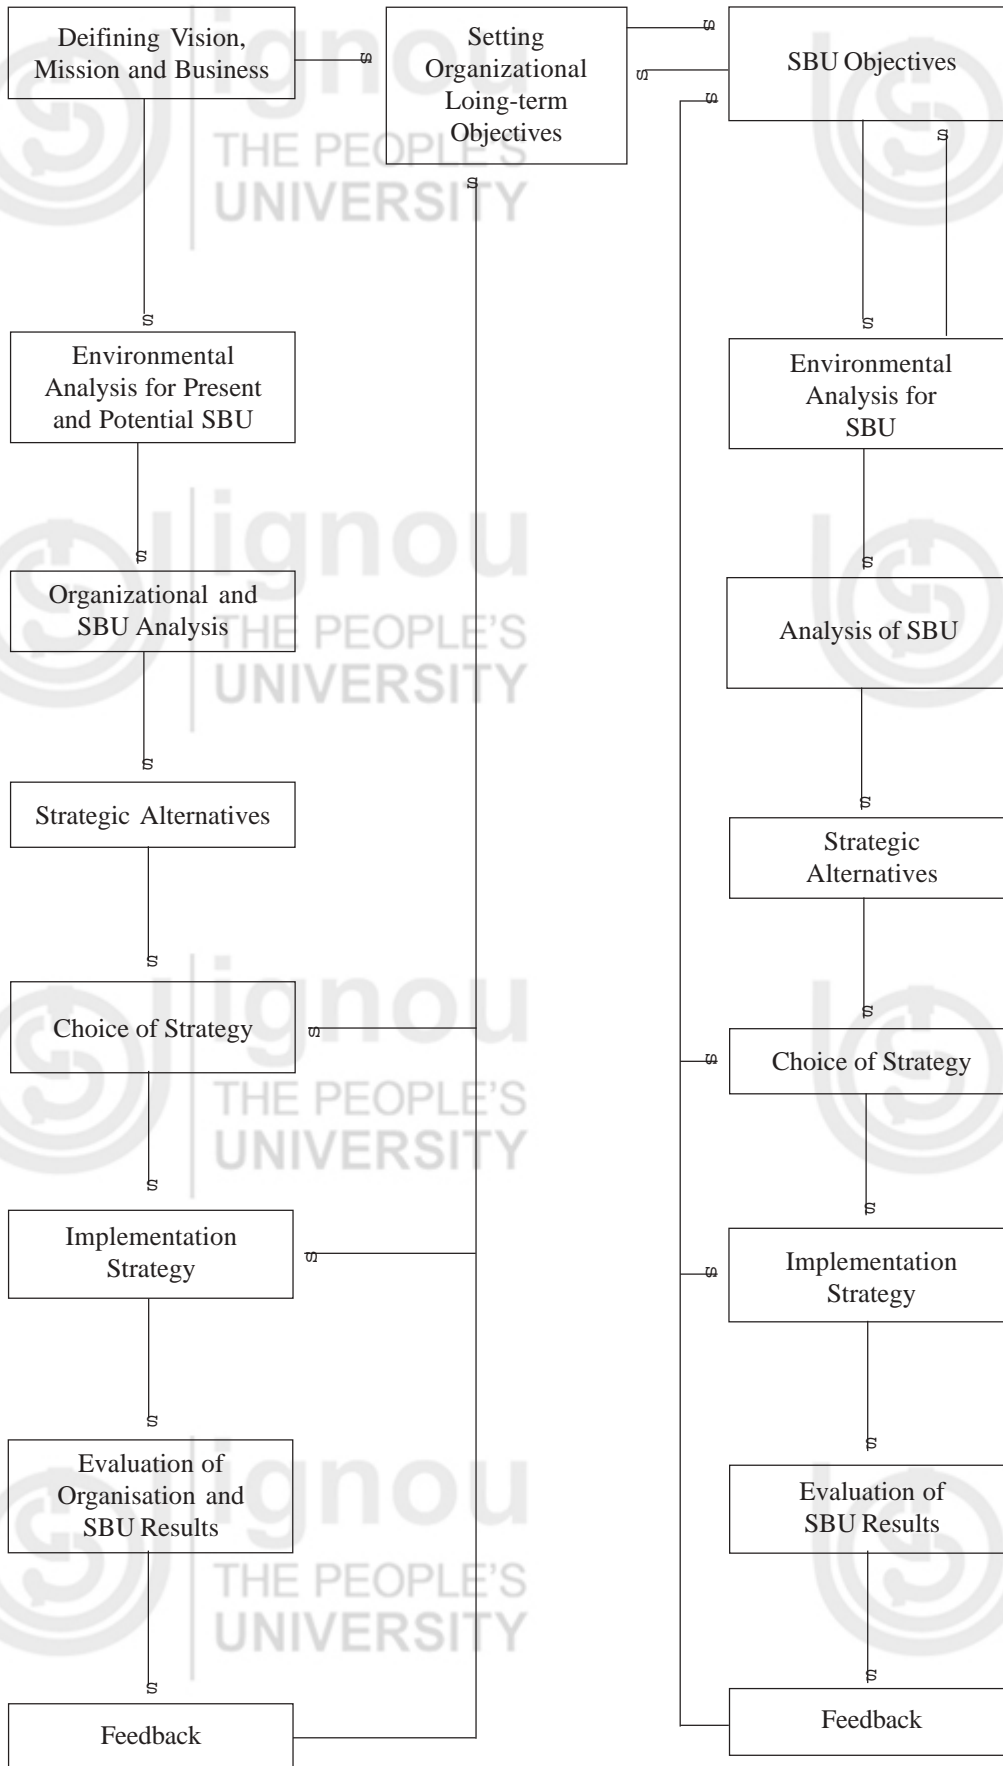 Deifining Vision,
Mission and Business
Setting
Organizational
Loing-term
Objectives
SBU Objectives
Environmental
Analysis for Present
and Potential SBU
Environmental
Analysis for
SBU
Organizational and
SBU Analysis
Analysis of SBU
Strategic Alternatives
Strategic
Alternatives
Choice of Strategy
Choice of Strategy
Implementation
Strategy
Implementation
Strategy
Evaluation of
Organisation and
SBU Results
Evaluation of
SBU Results
Feedback
Feedback
ignou
THE PEOPLE'S
UNIVERSITY
ignou
THE PEOPLE'S
UNIVERSITY
ignou
THE PEOPLE'S
UNIVERSITY
ignou
THE PEOPLE'S
UNIVERSITY